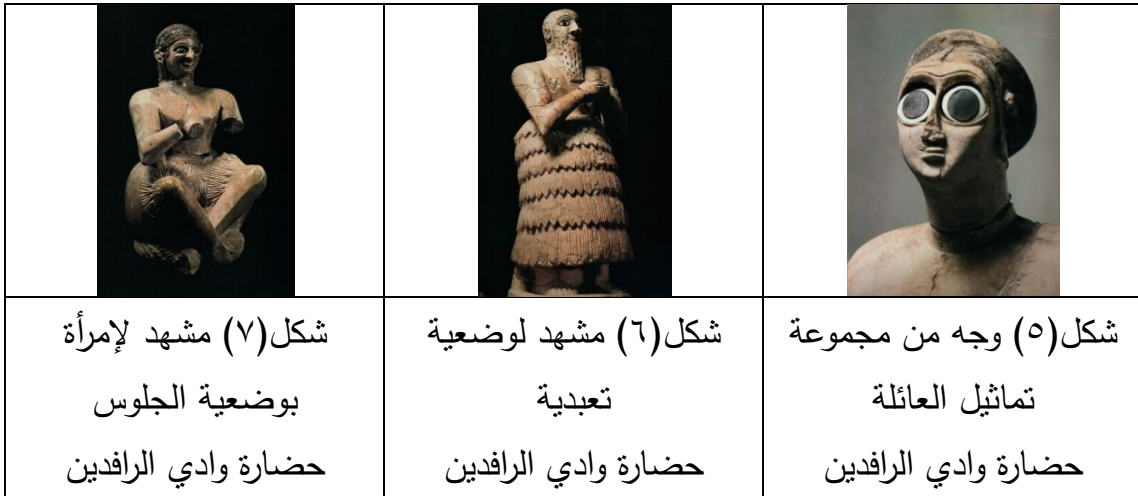 شكل(٥) وجه من مجموعة
تماثيل العائلة
حضارة وادي الرافدين
شكل(٦) مشهد لوضعية
تعبدية
حضارة وادي الرافدين
شكل(٧) مشهد لإمرأة
بوضعية الجلوس
حضارة وادي الرافدين